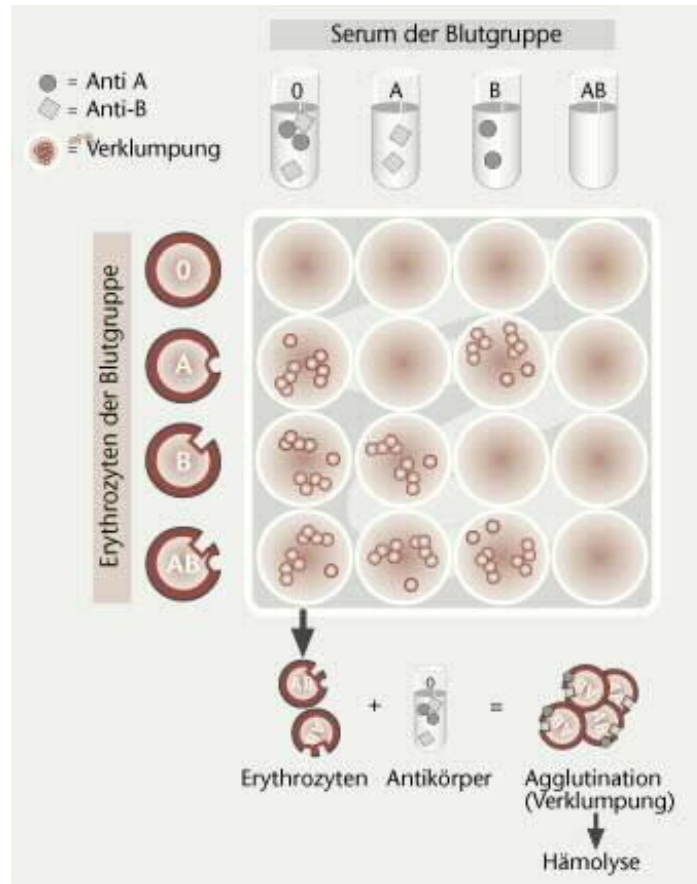 Serum der Blutgruppe
= Anti A
= Anti-B
= Verklumpung
0
A
B
AB
Erythrozyten der Blutgruppe
0
A
B
AB
AB
+
0
=
Erythrozyten
Antikörper
Agglutination
(Verklumpung)
Hämolyse